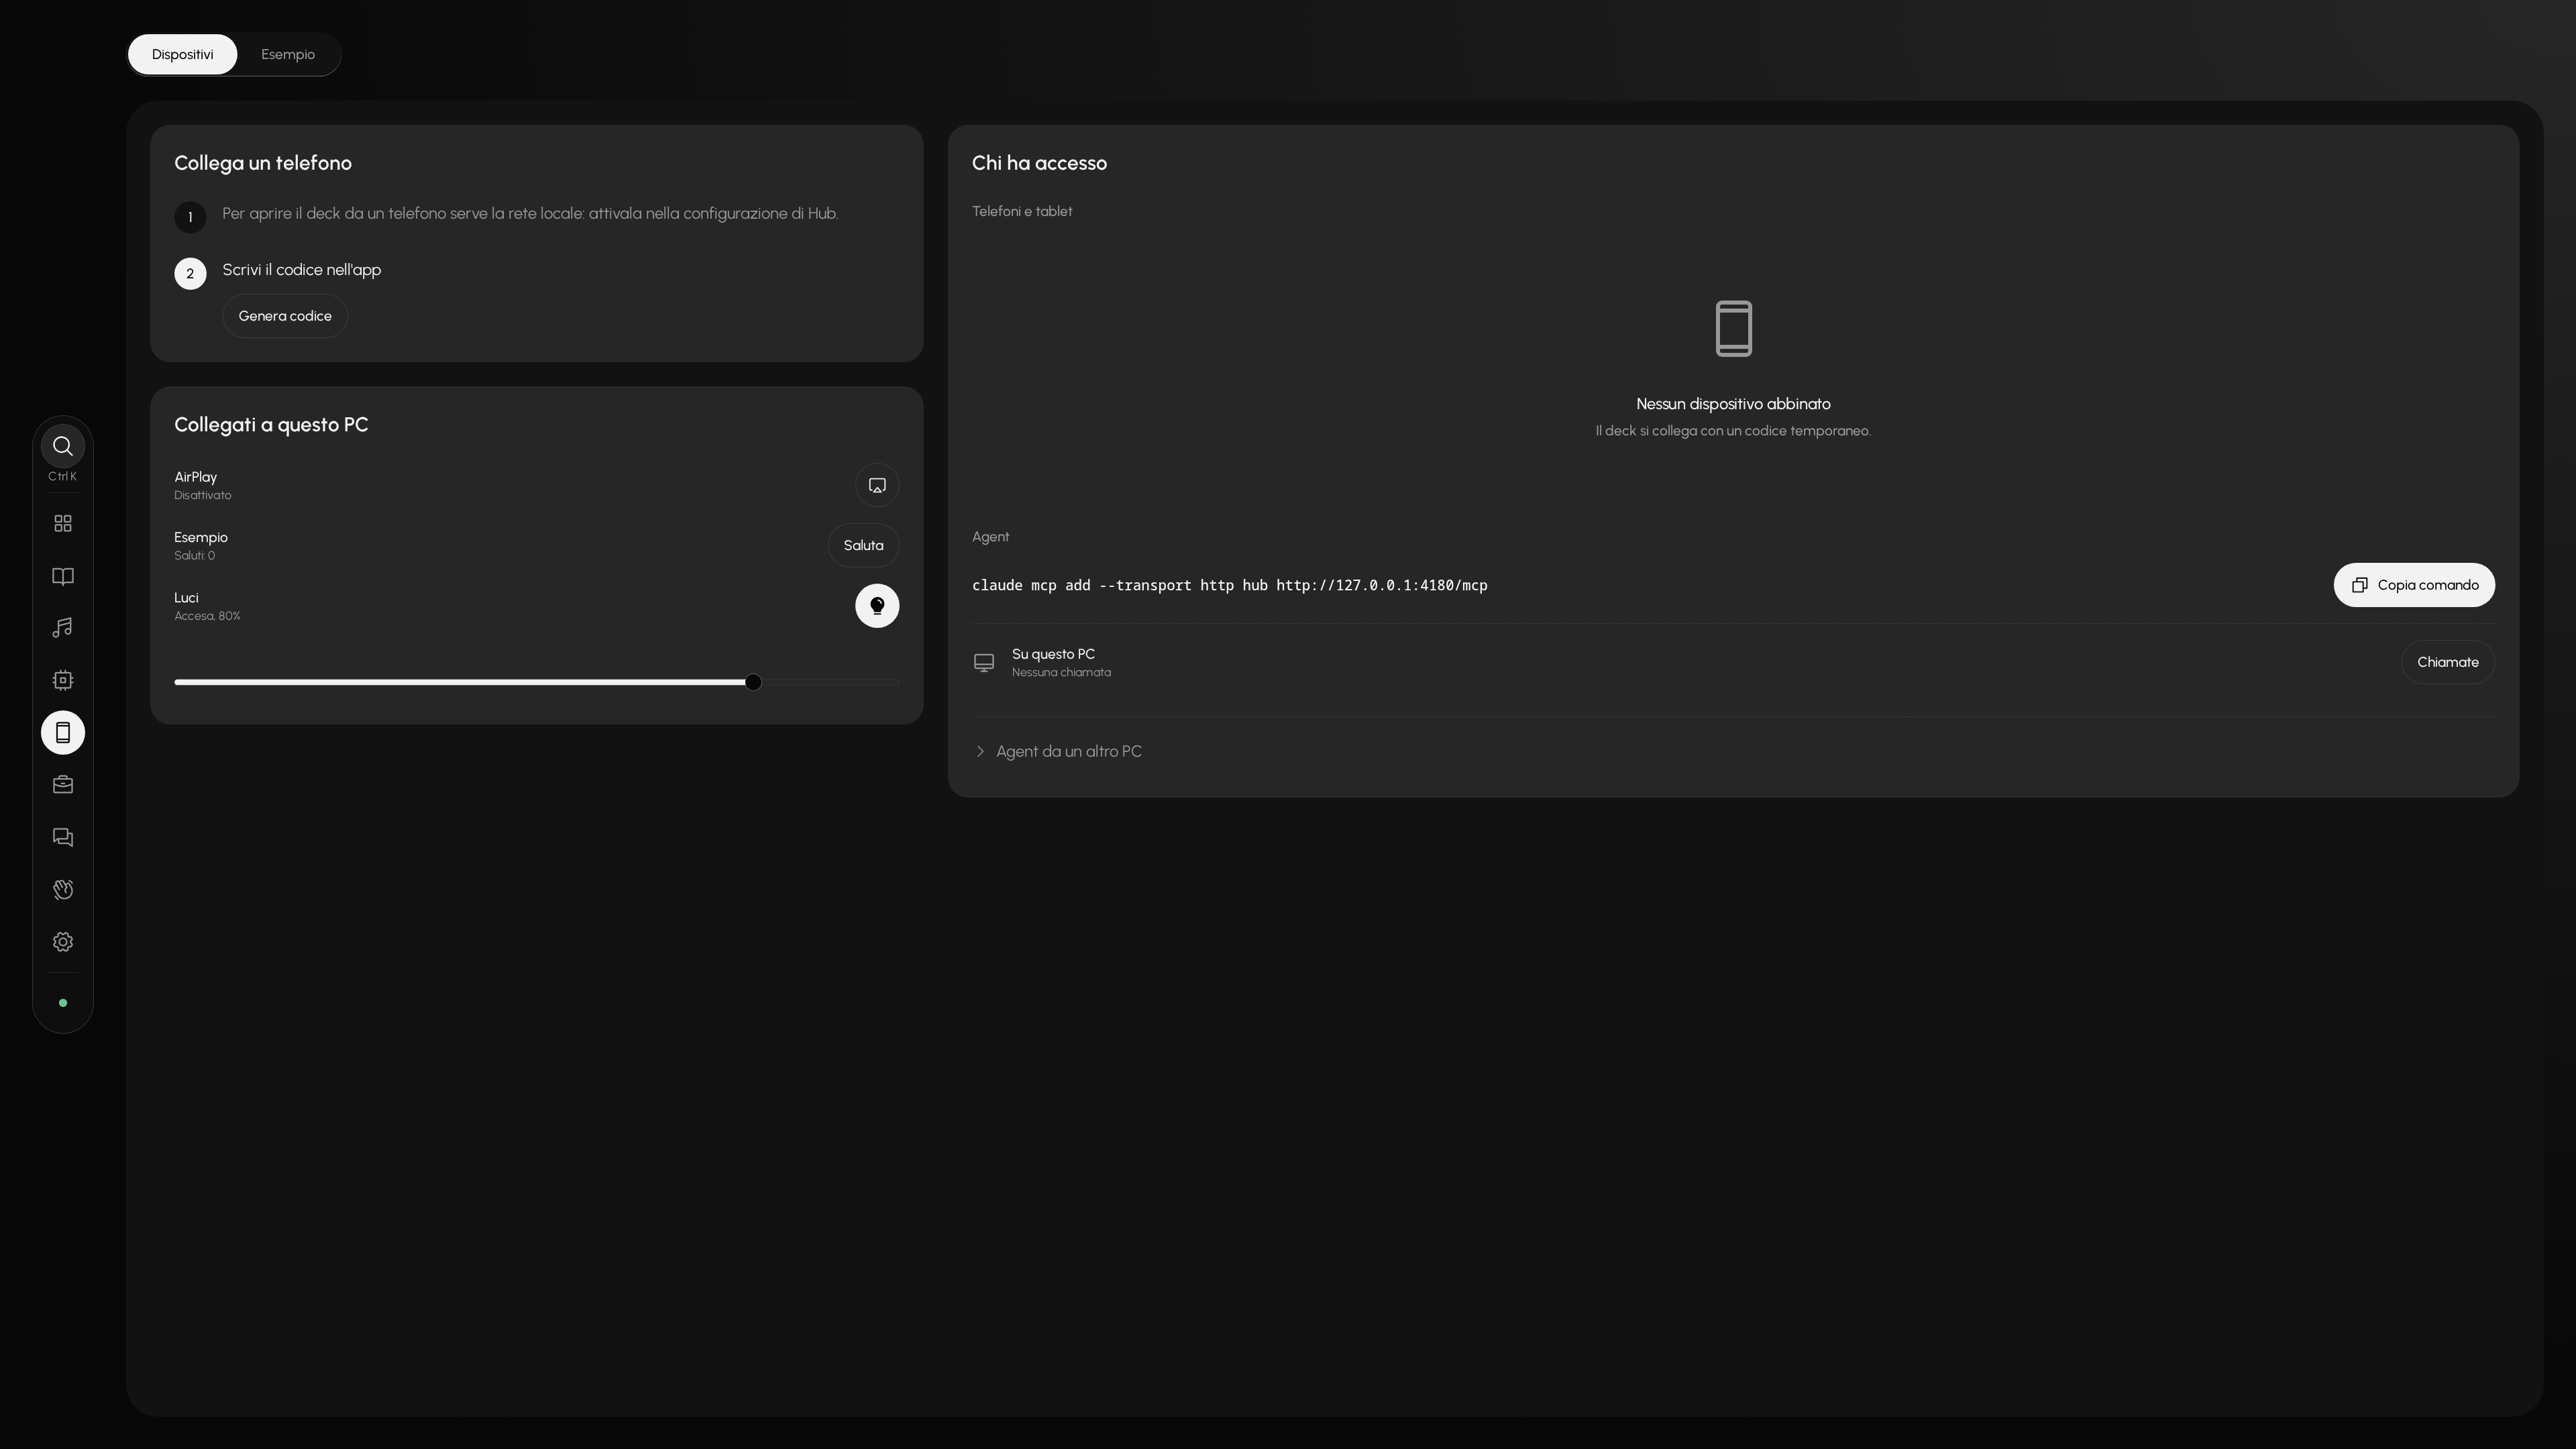 Dispositivi
Esempio
Collega un telefono
1
Per aprire il deck da un telefono serve la rete locale: attivala nella configurazione di Hub.
2
Scrivi il codice nell'app
Genera codice
Collegati a questo PC
AirPlay
Disattivato
Esempio
Saluti: 0
Saluta
Luci
Accesa, 80%
Chi ha accesso
Telefoni e tablet
Nessun dispositivo abbinato
Il deck si collega con un codice temporaneo.
Agent
claude mcp add --transport http hub http://127.0.0.1:4180/mcp
Copia comando
Su questo PC
Nessuna chiamata
Chiamate
Agent da un altro PC
Ctrl K